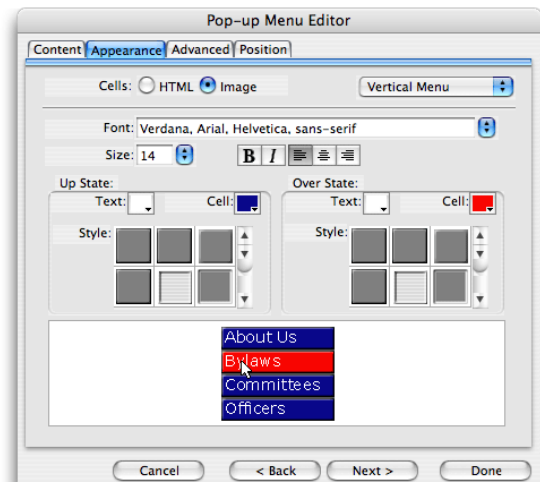 Pop-up Menu Editor
Content Appearance Advanced Position
Cells: HTML Image Vertical Menu
Font: Verdana, Arial, Helvetica, sans-serif
Size: 14 B I
Up State: Over State:
Text: Cell: Text: Cell:
Style: Style:
About Us
Bylaws
Committees
Officers
Cancel < Back Next > Done